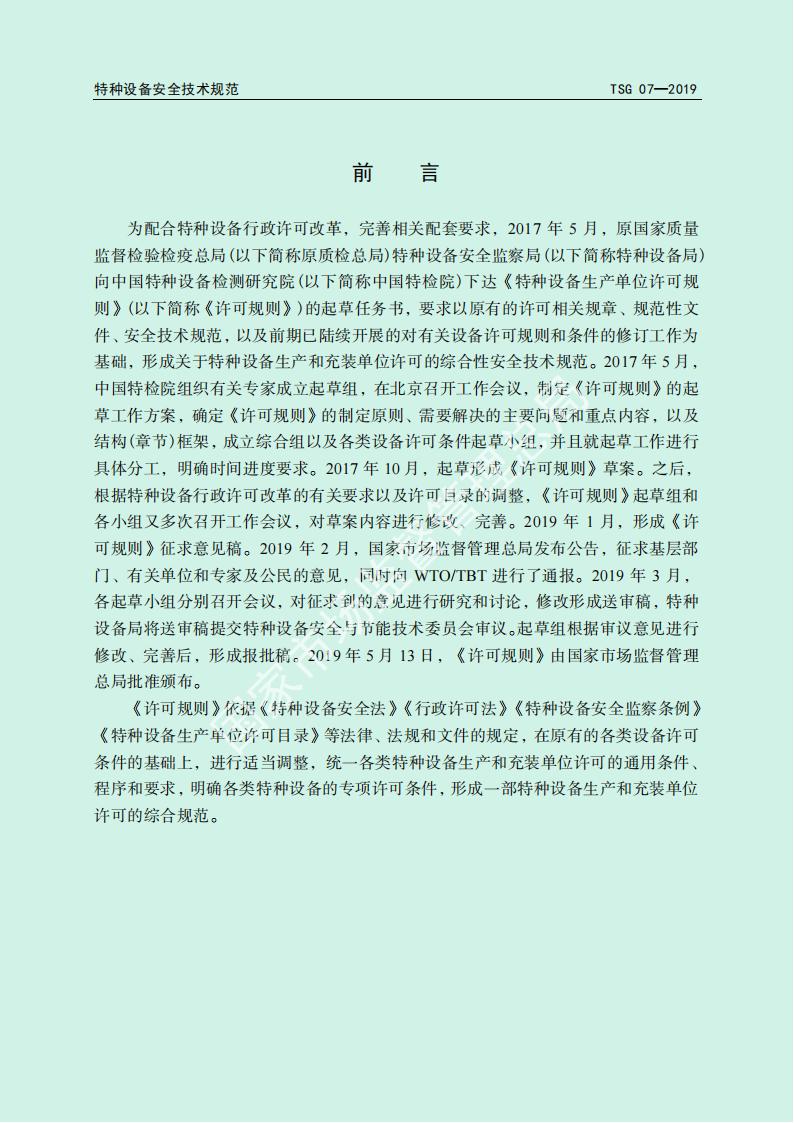 特种设备安全技术规范 TSG 07—2019
前 言
为配合特种设备行政许可改革，完善相关配套要求，2017 年 5 月，原国家质量
监督检验检疫总局(以下简称原质检总局)特种设备安全监察局(以下简称特种设备局)
向中国特种设备检测研究院(以下简称中国特检院)下达《特种设备生产单位许可规
则》(以下简称《许可规则》)的起草任务书，要求以原有的许可相关规章、规范性文
件、安全技术规范，以及前期已陆续开展的对有关设备许可规则和条件的修订工作为
基础，形成关于特种设备生产和充装单位许可的综合性安全技术规范。2017 年 5 月，
中国特检院组织有关专家成立起草组，在北京召开工作会议，制定《许可规则》的起
草工作方案，确定《许可规则》的制定原则、需要解决的主要问题和重点内容，以及
结构(章节)框架，成立综合组以及各类设备许可条件起草小组，并且就起草工作进行
具体分工，明确时间进度要求。2017 年 10 月，起草形成《许可规则》草案。之后，
根据特种设备行政许可改革的有关要求以及许可目录的调整，《许可规则》起草组和
各小组又多次召开工作会议，对草案内容进行修改、完善。2019 年 1 月，形成《许
可规则》征求意见稿。2019 年 2 月，国家市场监督管理总局发布公告，征求基层部
门、有关单位和专家及公民的意见，同时向 WTO/TBT 进行了通报。2019 年 3 月，
各起草小组分别召开会议，对征求到的意见进行研究和讨论，修改形成送审稿，特种
设备局将送审稿提交特种设备安全与节能技术委员会审议。起草组根据审议意见进行
修改、完善后，形成报批稿。2019 年 5 月 13 日，《许可规则》由国家市场监督管理
总局批准颁布。
《许可规则》依据《特种设备安全法》《行政许可法》《特种设备安全监察条例》
《特种设备生产单位许可目录》等法律、法规和文件的规定，在原有的各类设备许可
条件的基础上，进行适当调整，统一各类特种设备生产和充装单位许可的通用条件、
程序和要求，明确各类特种设备的专项许可条件，形成一部特种设备生产和充装单位
许可的综合规范。
国家市场监督管理总局